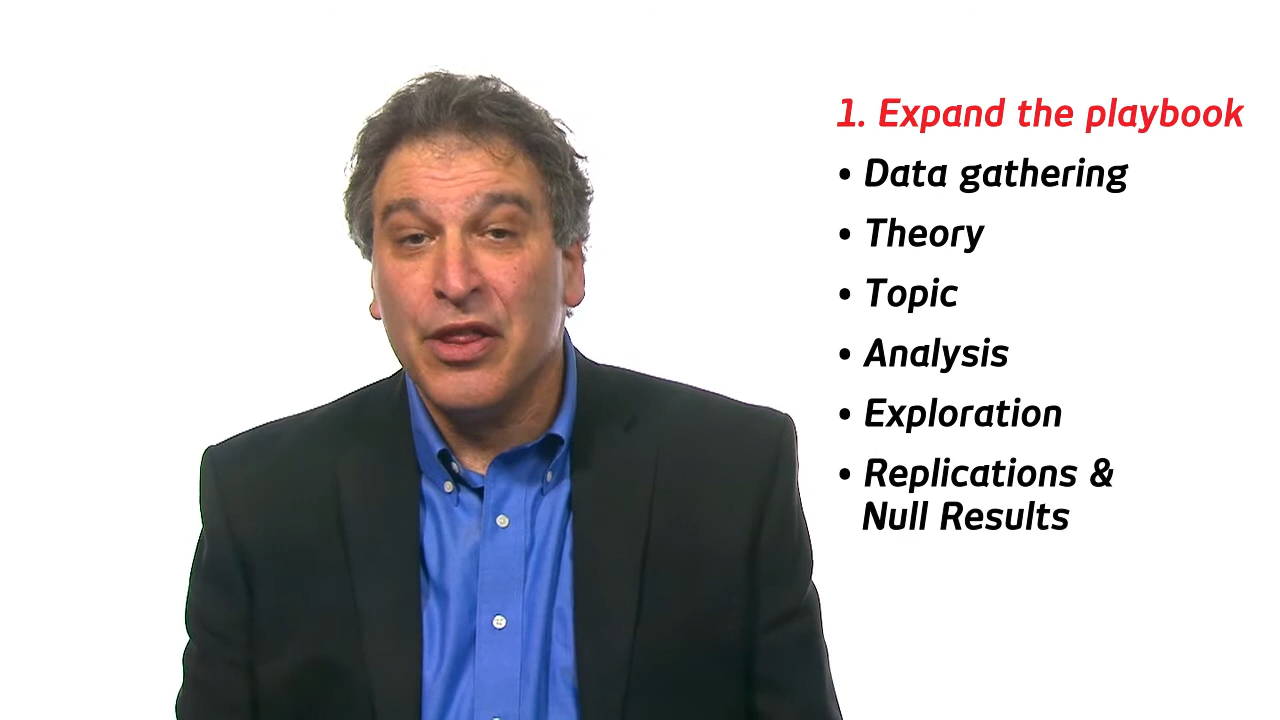 1. Expand the playbook
• Data gathering
• Theory
• Topic
• Analysis
• Exploration
• Replications &
Null Results